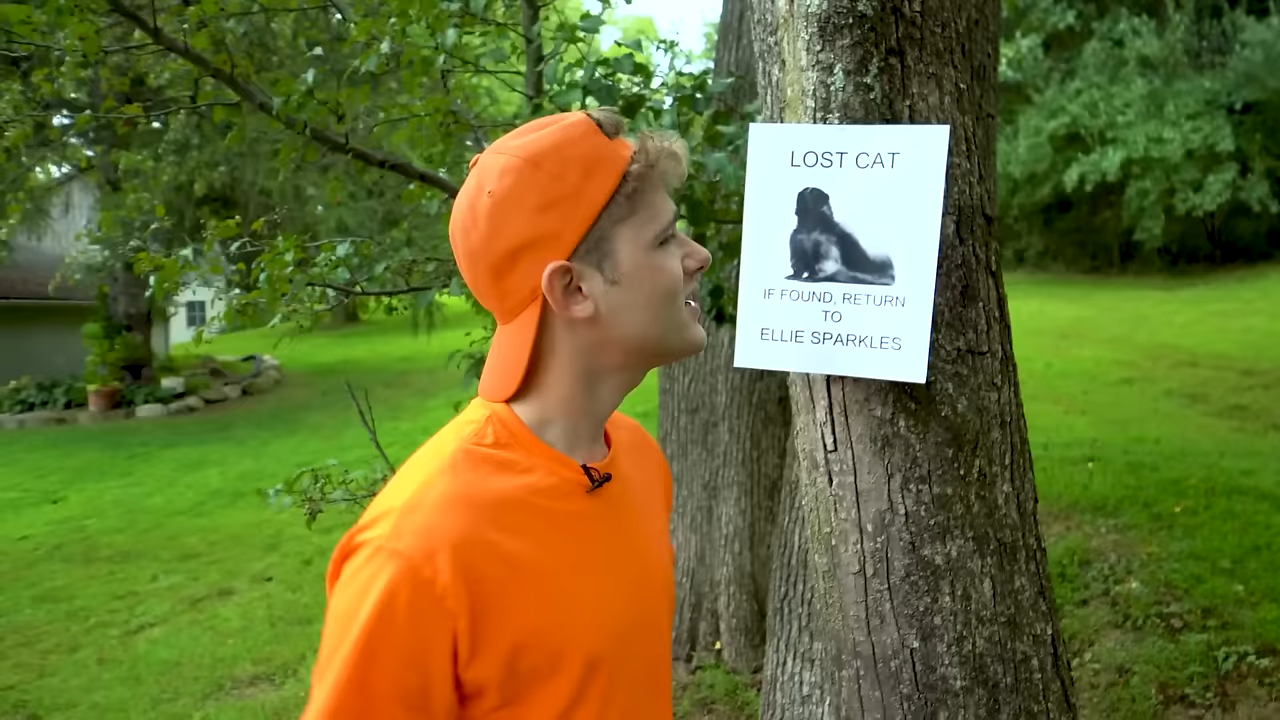 LOST CAT
IF FOUND, RETURN
TO
ELLIE SPARKLES